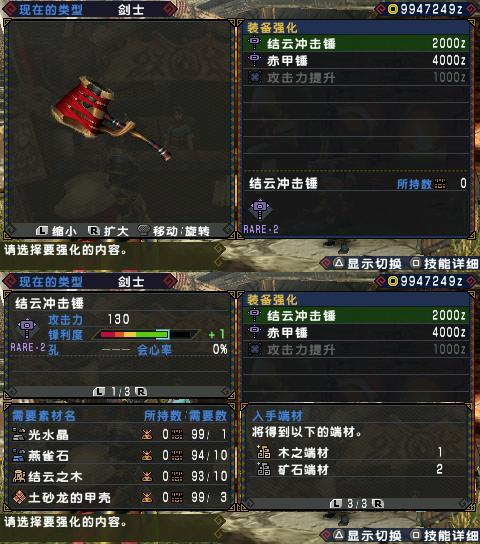 现在的类型 剑士
9947249z
装备强化
结云冲击锤 2000z
赤甲锤 4000z
攻击力提升 1000z
结云冲击锤 所持数 0
RARE-2
L 缩小 R 扩大 移动/旋转
请选择要强化的内容。
△显示切换 □技能详细
现在的类型 剑士
9947249z
结云冲击锤
RARE-2
攻击力 130
锋利度 +1
孔 --- 会心率 0%
L 1/3 R
装备强化
结云冲击锤 2000z
赤甲锤 4000z
攻击力提升 1000z
需要素材名 所持数/需要数
光水晶 0 99/ 1
燕雀石 0 94/10
结云之木 0 93/10
土砂龙的甲壳 0 99/ 3
入手端材
将得到以下的端材。
木之端材 1
矿石端材 2
L 3/3 R
请选择要强化的内容。
△显示切换 □技能详细